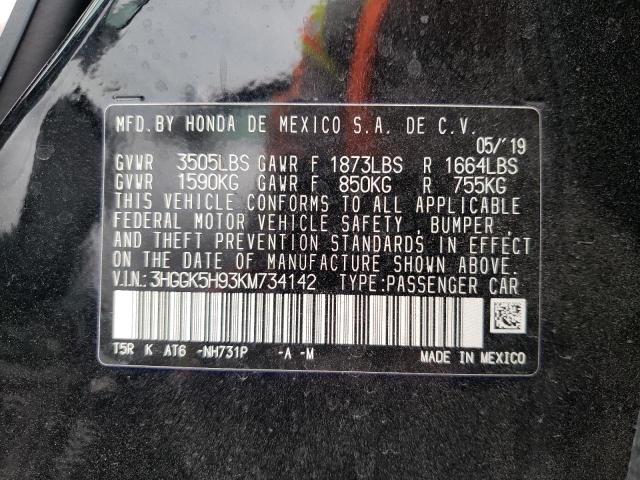 MFD. BY HONDA DE MEXICO S.A. DE C.V.
05/'19
GVWR 3505LBS GAWR F 1873LBS R 1664LBS
GVWR 1590KG GAWR F 850KG R 755KG
THIS VEHICLE CONFORMS TO ALL APPLICABLE
FEDERAL MOTOR VEHICLE SAFETY, BUMPER,
AND THEFT PREVENTION STANDARDS IN EFFECT
ON THE DATE OF MANUFACTURE SHOWN ABOVE.
V.I.N.: 3HGGK5H93KM734142 TYPE:PASSENGER CAR
T5R K AT6 -NH731P -A -M
MADE IN MEXICO